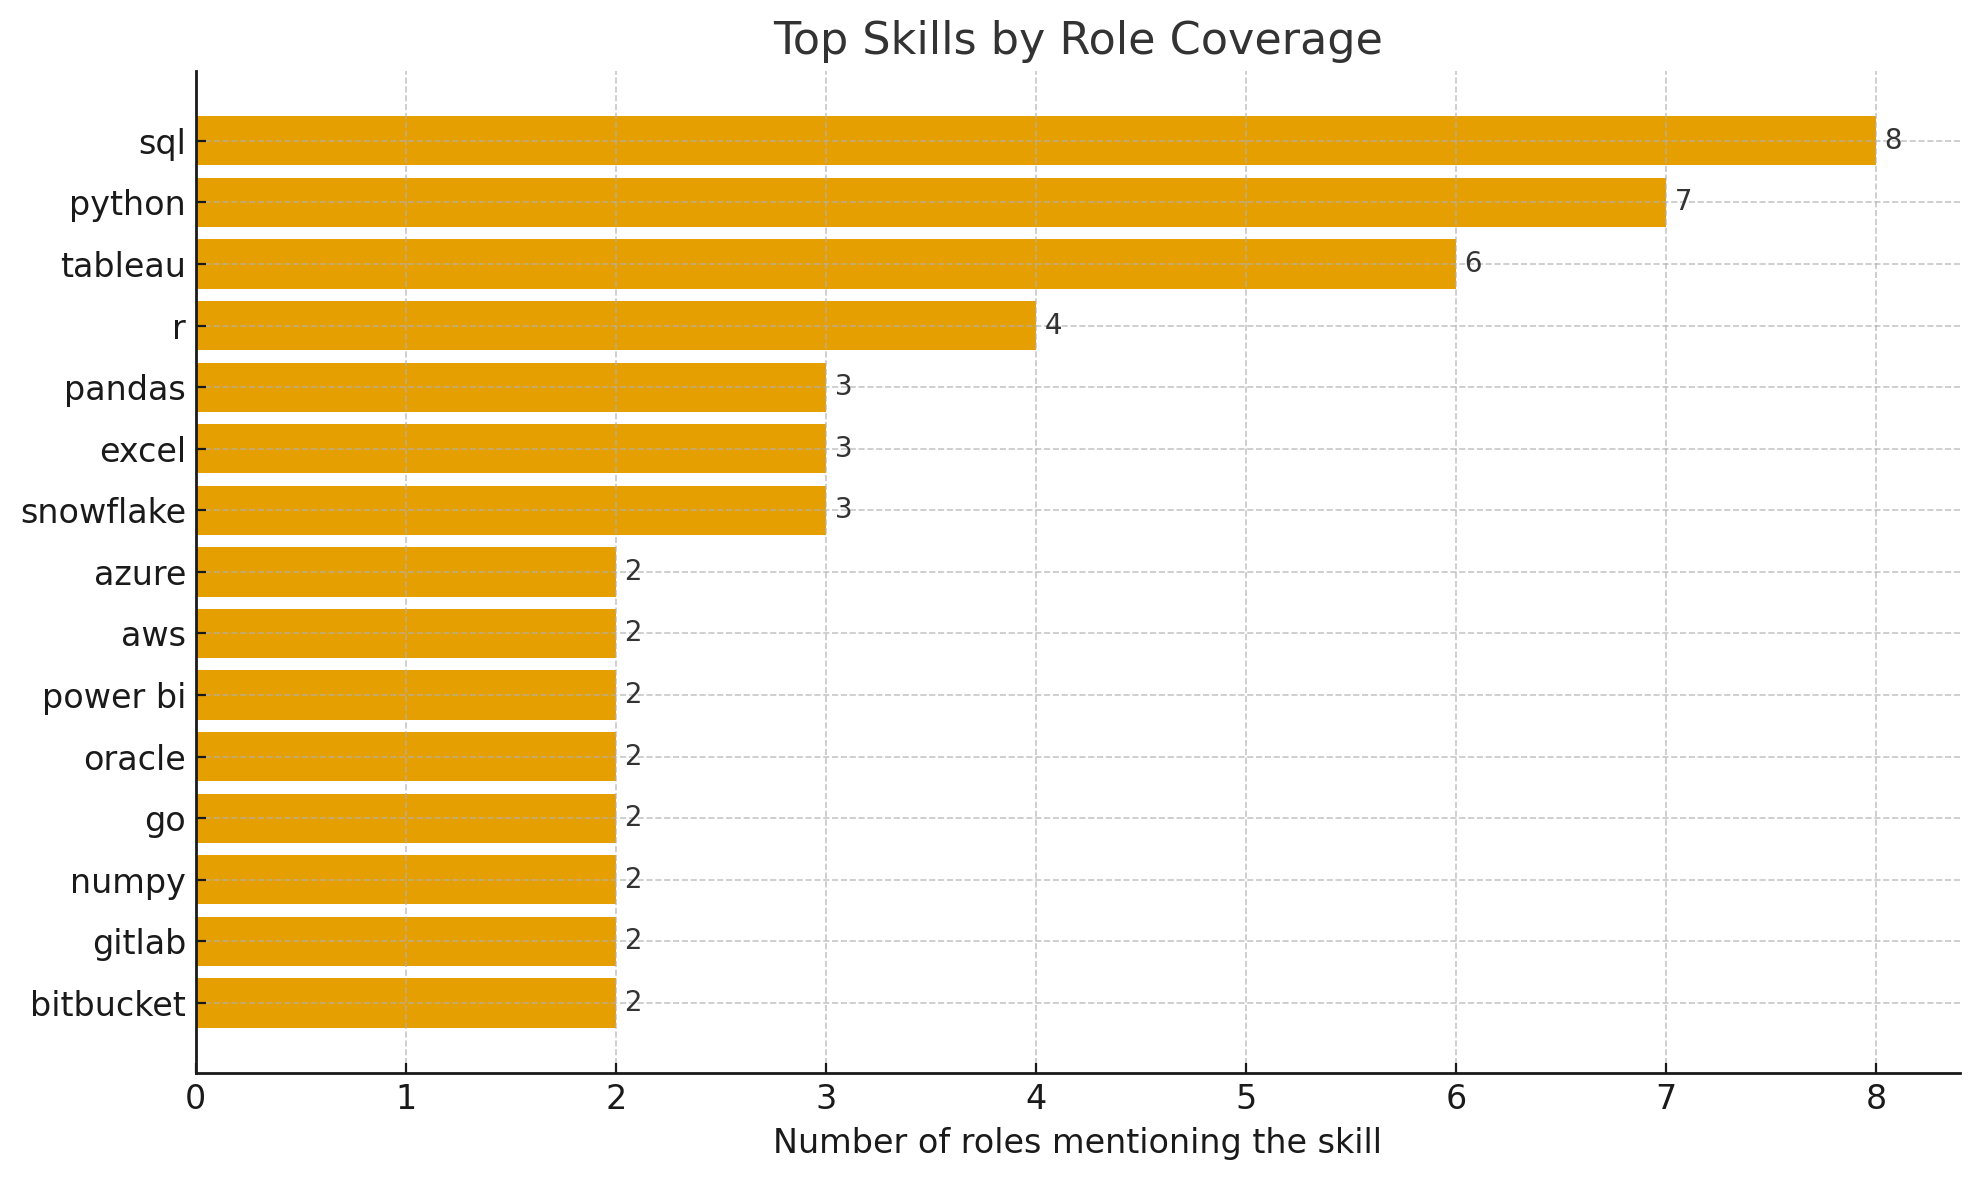 Top Skills by Role Coverage
sql 8
python 7
tableau 6
r 4
pandas 3
excel 3
snowflake 3
azure 2
aws 2
power bi 2
oracle 2
go 2
numpy 2
gitlab 2
bitbucket 2
0 1 2 3 4 5 6 7 8
Number of roles mentioning the skill